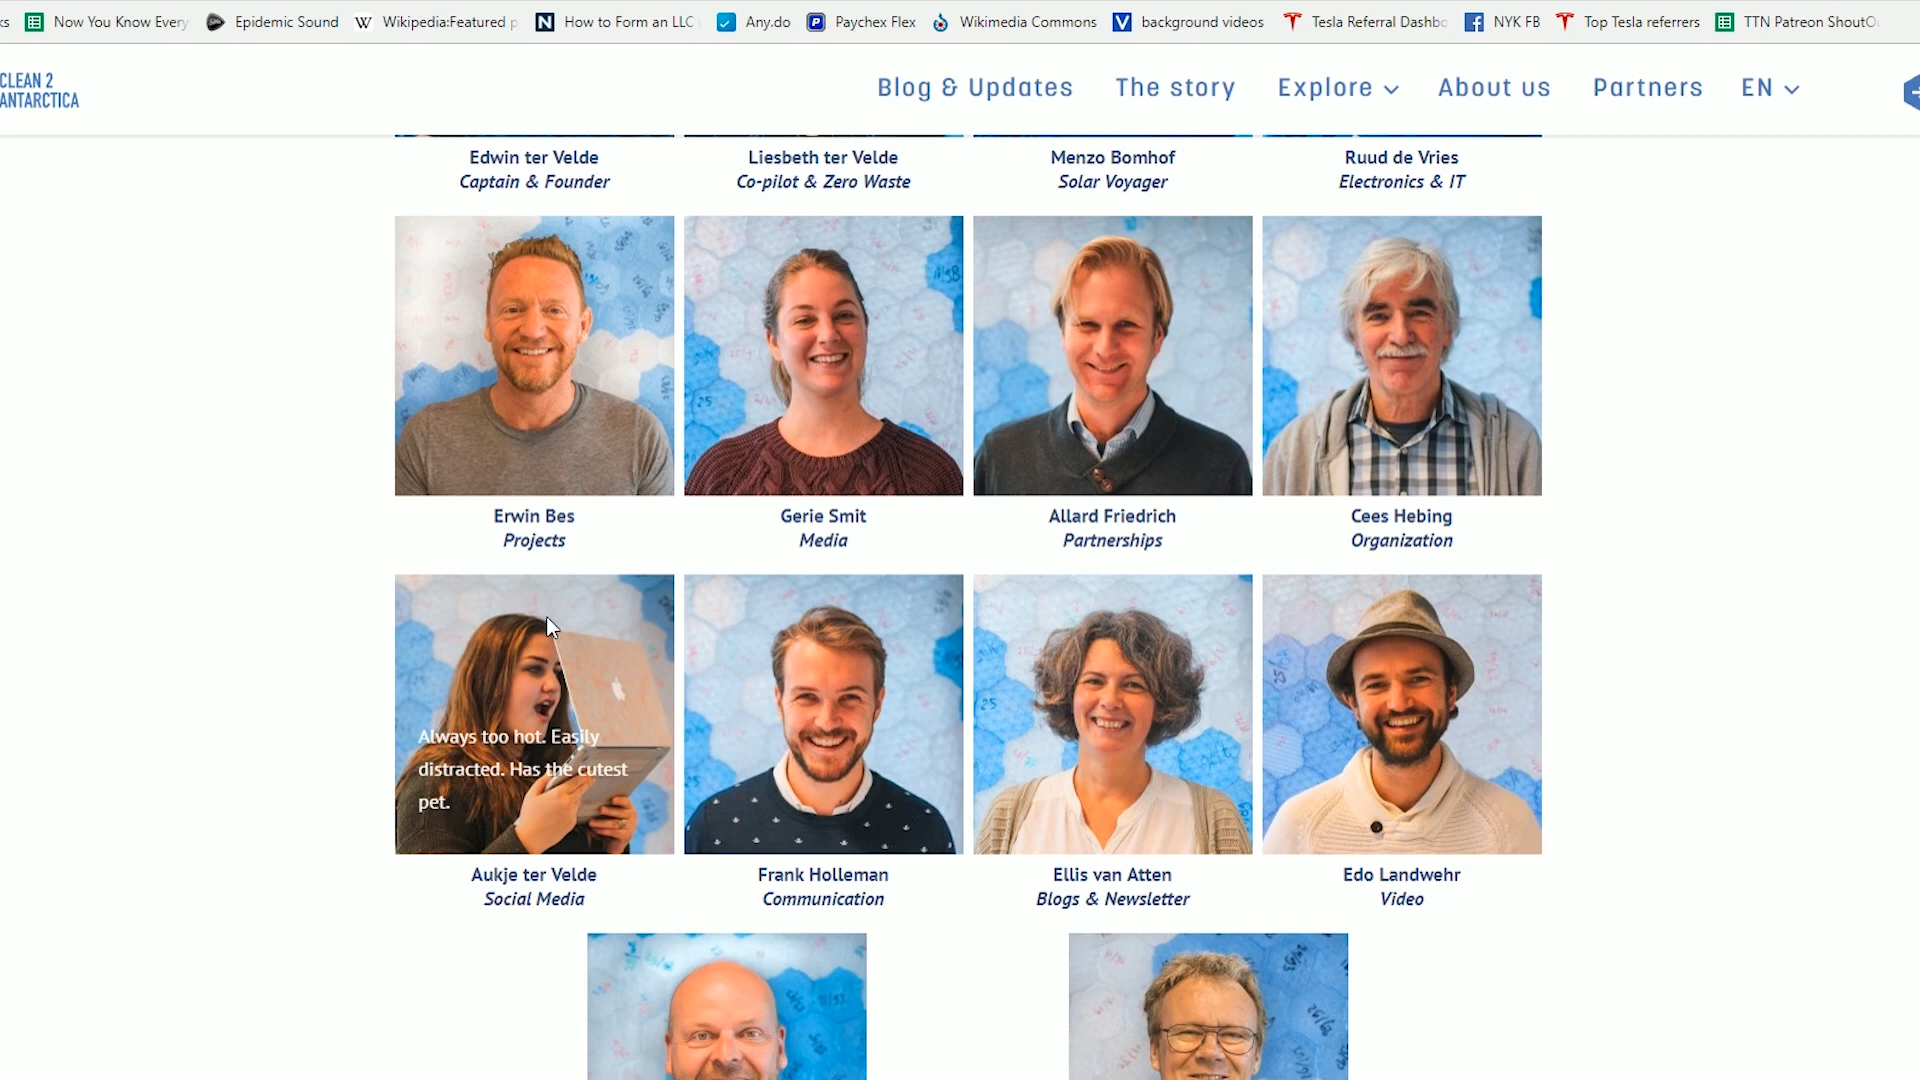 Now You Know Every
Epidemic Sound
Wikipedia:Featured p
How to Form an LLC
Any.do
Paychex Flex
Wikimedia Commons
background videos
Tesla Referral Dashbo
NYK FB
Top Tesla referrers
TTN Patreon ShoutOu
CLEAN 2
ANTARCTICA
Blog & Updates
The story
Explore
About us
Partners
EN
Edwin ter Velde
Captain & Founder
Liesbeth ter Velde
Co-pilot & Zero Waste
Menzo Bomhof
Solar Voyager
Ruud de Vries
Electronics & IT
Erwin Bes
Projects
Gerie Smit
Media
Allard Friedrich
Partnerships
Cees Hebing
Organization
Always too hot. Easily
distracted. Has the cutest
pet.
Aukje ter Velde
Social Media
Frank Holleman
Communication
Ellis van Atten
Blogs & Newsletter
Edo Landwehr
Video